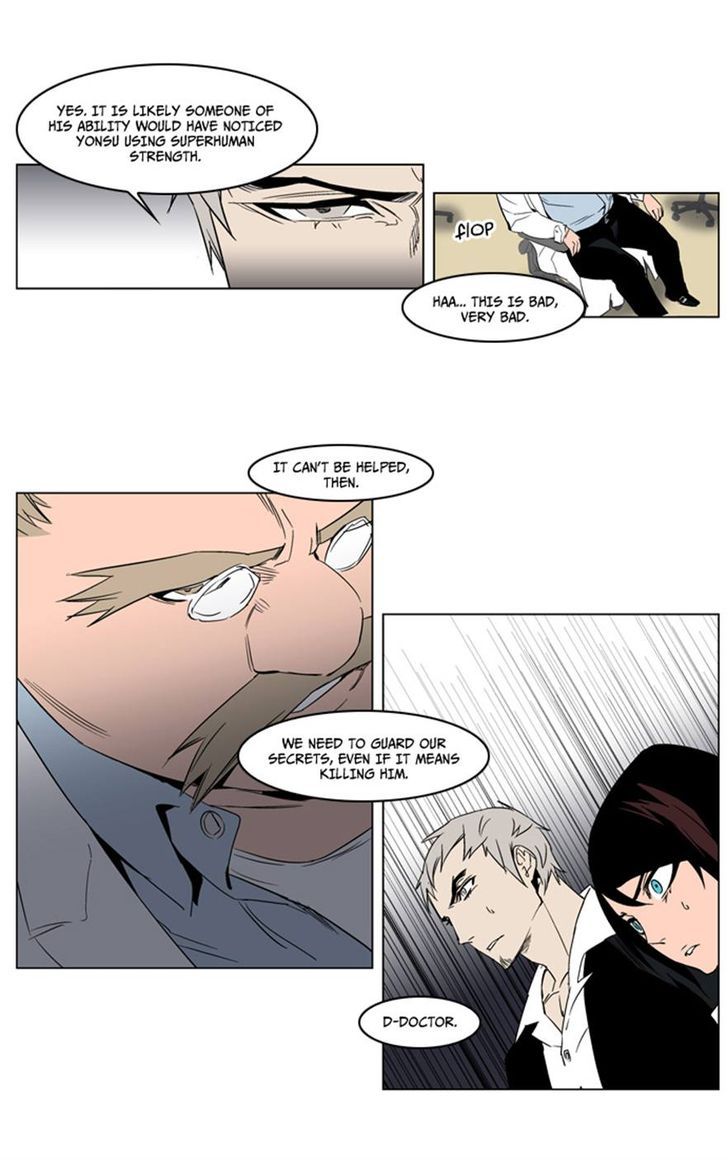 YES. IT IS LIKELY SOMEONE OF
HIS ABILITY WOULD HAVE NOTICED
YONSU USING SUPERHUMAN
STRENGTH.
flop
HAA... THIS IS BAD,
VERY BAD.
IT CAN'T BE HELPED,
THEN.
WE NEED TO GUARD OUR
SECRETS, EVEN IF IT MEANS
KILLING HIM.
D-DOCTOR.